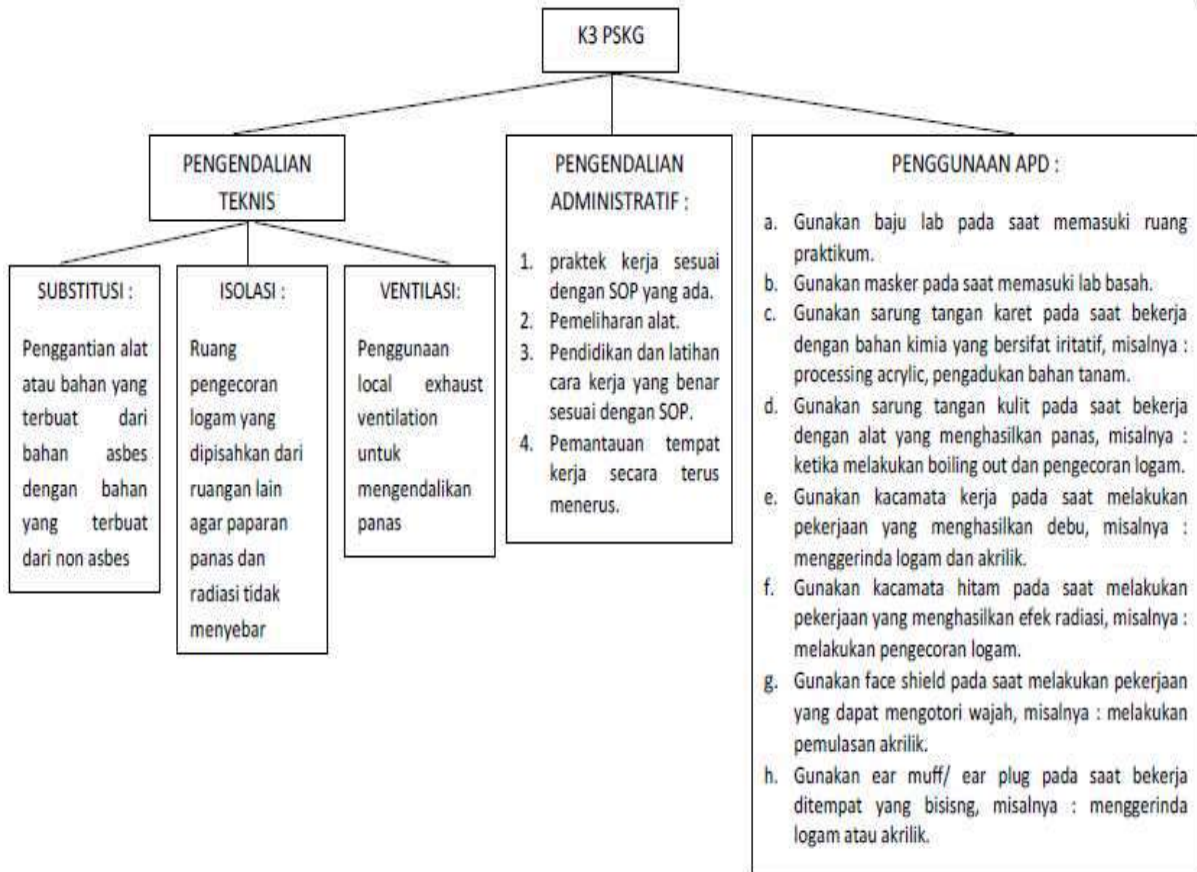 K3 PSKG
PENGENDALIAN
TEKNIS
SUBSTITUSI :
Penggantian alat
atau bahan yang
terbuat dari
bahan asbes
dengan bahan
yang terbuat
dari non asbes
ISOLASI :
Ruang
pengecoran
logam yang
dipisahkan dari
ruangan lain
agar paparan
panas dan
radiasi tidak
menyebar
VENTILASI:
Penggunaan
local exhaust
ventilation
untuk
mengendalikan
panas
PENGENDALIAN
ADMINISTRATIF :
1. praktek kerja sesuai
dengan SOP yang ada.
2. Pemeliharan alat.
3. Pendidikan dan latihan
cara kerja yang benar
sesuai dengan SOP.
4. Pemantauan tempat
kerja secara terus
menerus.
PENGGUNAAN APD :
a. Gunakan baju lab pada saat memasuki ruang
praktikum.
b. Gunakan masker pada saat memasuki lab basah.
c. Gunakan sarung tangan karet pada saat bekerja
dengan bahan kimia yang bersifat iritatif, misalnya :
processing acrylic, pengadukan bahan tanam.
d. Gunakan sarung tangan kulit pada saat bekerja
dengan alat yang menghasilkan panas, misalnya :
ketika melakukan boiling out dan pengecoran logam.
e. Gunakan kacamata kerja pada saat melakukan
pekerjaan yang menghasilkan debu, misalnya :
menggerinda logam dan akrilik.
f. Gunakan kacamata hitam pada saat melakukan
pekerjaan yang menghasilkan efek radiasi, misalnya :
melakukan pengecoran logam.
g. Gunakan face shield pada saat melakukan pekerjaan
yang dapat mengotori wajah, misalnya : melakukan
pemulasan akrilik.
h. Gunakan ear muff/ ear plug pada saat bekerja
ditempat yang bisisng, misalnya : menggerinda
logam atau akrilik.